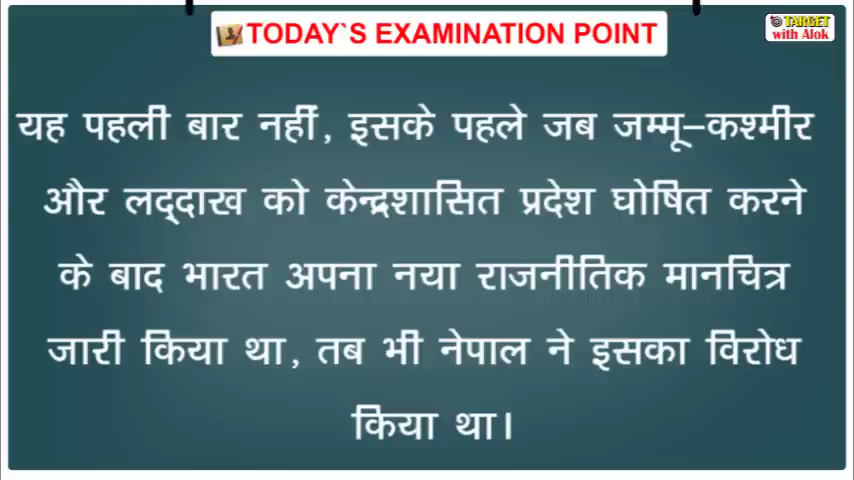 TODAY`S EXAMINATION POINT
TARGET
with Alok
यह पहली बार नहीं, इसके पहले जब जम्मू-कश्मीर
और लद्दाख को केन्द्रशासित प्रदेश घोषित करने
के बाद भारत अपना नया राजनीतिक मानचित्र
जारी किया था, तब भी नेपाल ने इसका विरोध
किया था।